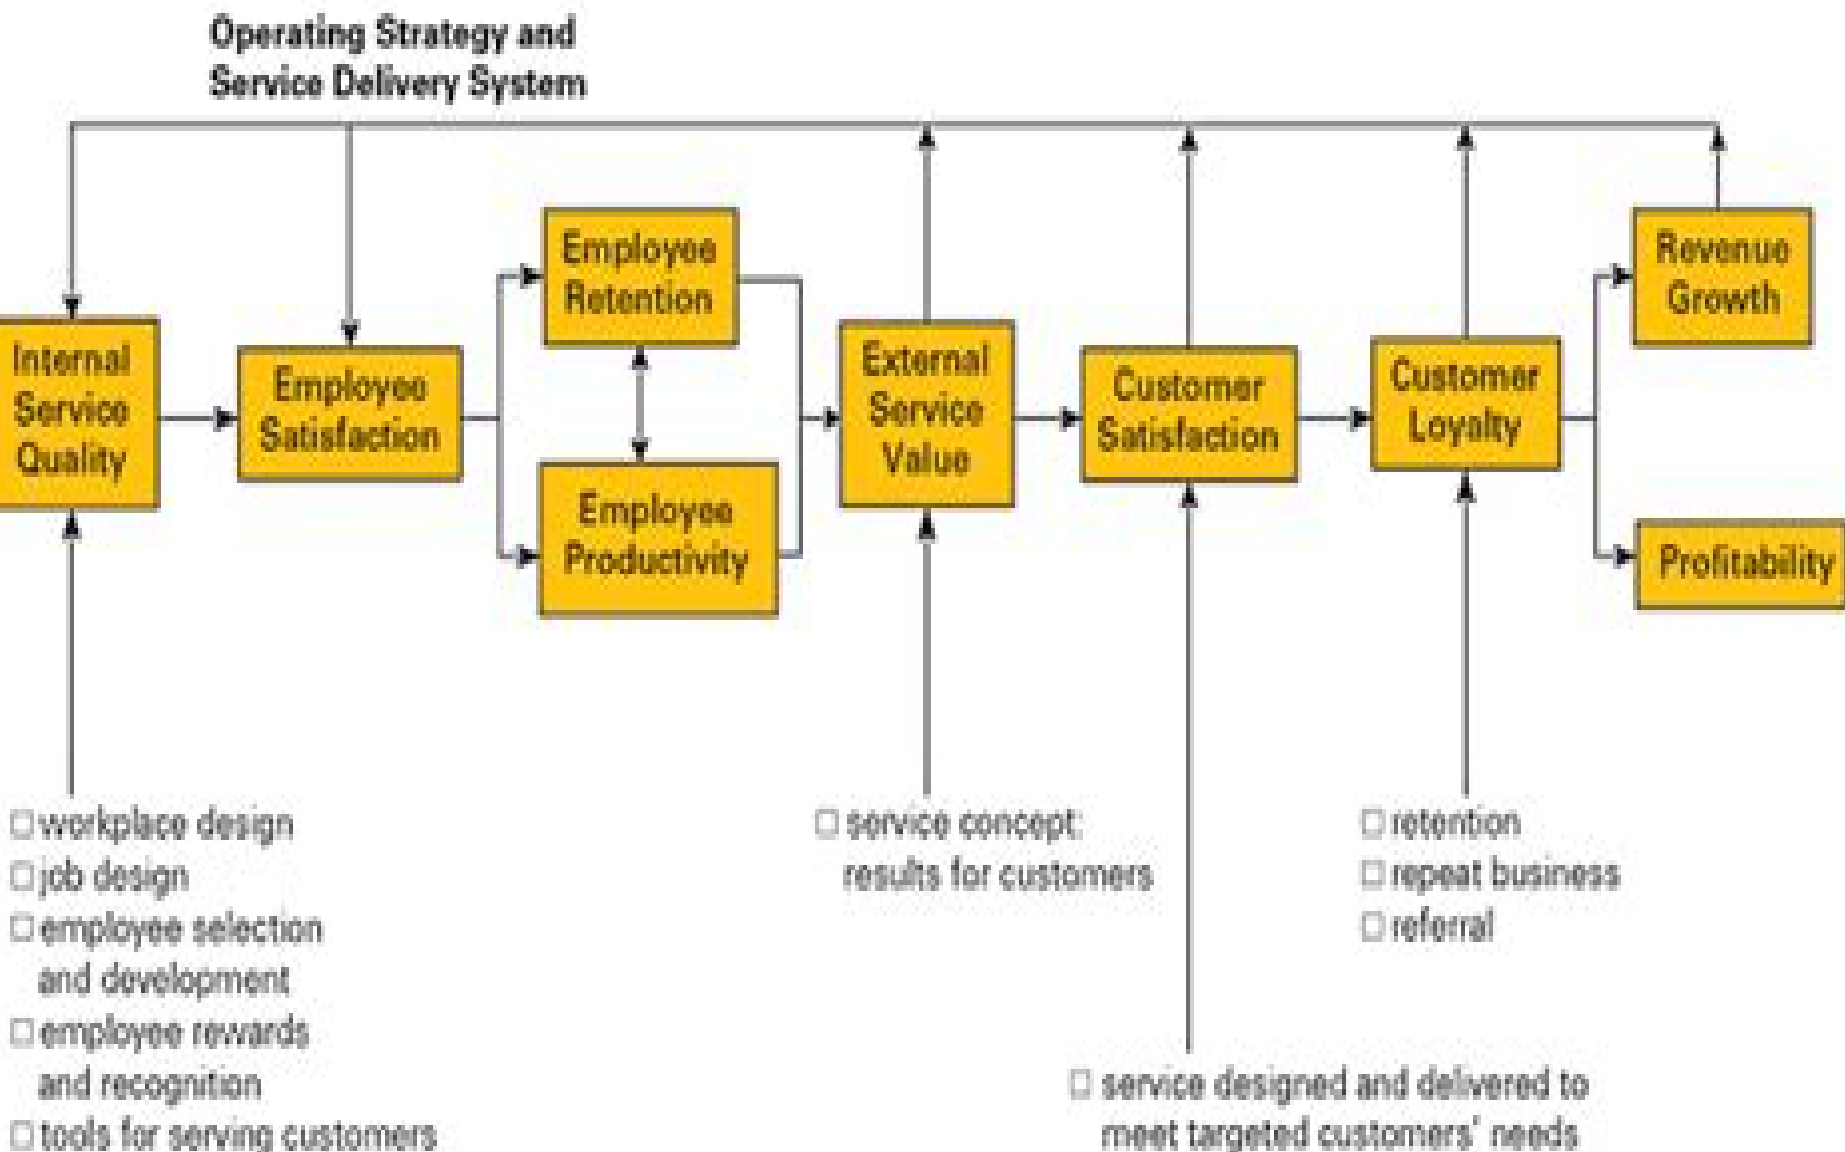 Operating Strategy and
Service Delivery System
Internal
Service
Quality
Employee
Satisfaction
Employee
Retention
Employee
Productivity
External
Service
Value
Customer
Satisfaction
Customer
Loyalty
Revenue
Growth
Profitability
□ workplace design
□ job design
□ employee selection
and development
□ employee rewards
and recognition
□ tools for serving customers
□ service concept:
results for customers
□ service designed and delivered to
meet targeted customers' needs
□ retention
□ repeat business
□ referral